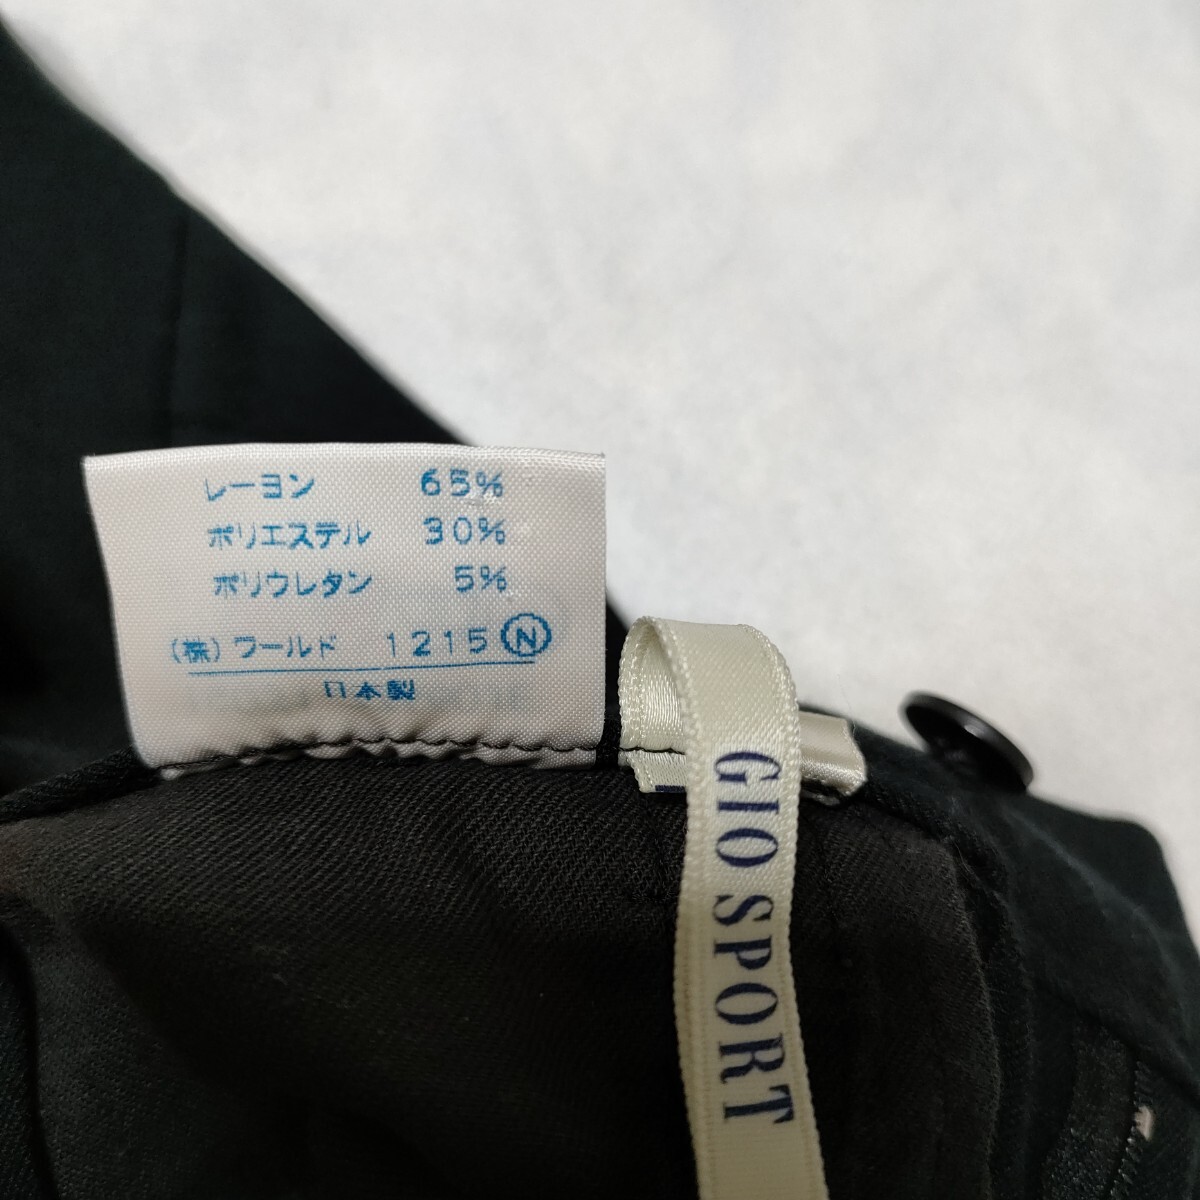 レーヨン 65%
ポリエステル 30%
ポリウレタン 5%
(株)ワールド 1215 Ⓝ
日本製
GIO SPORT